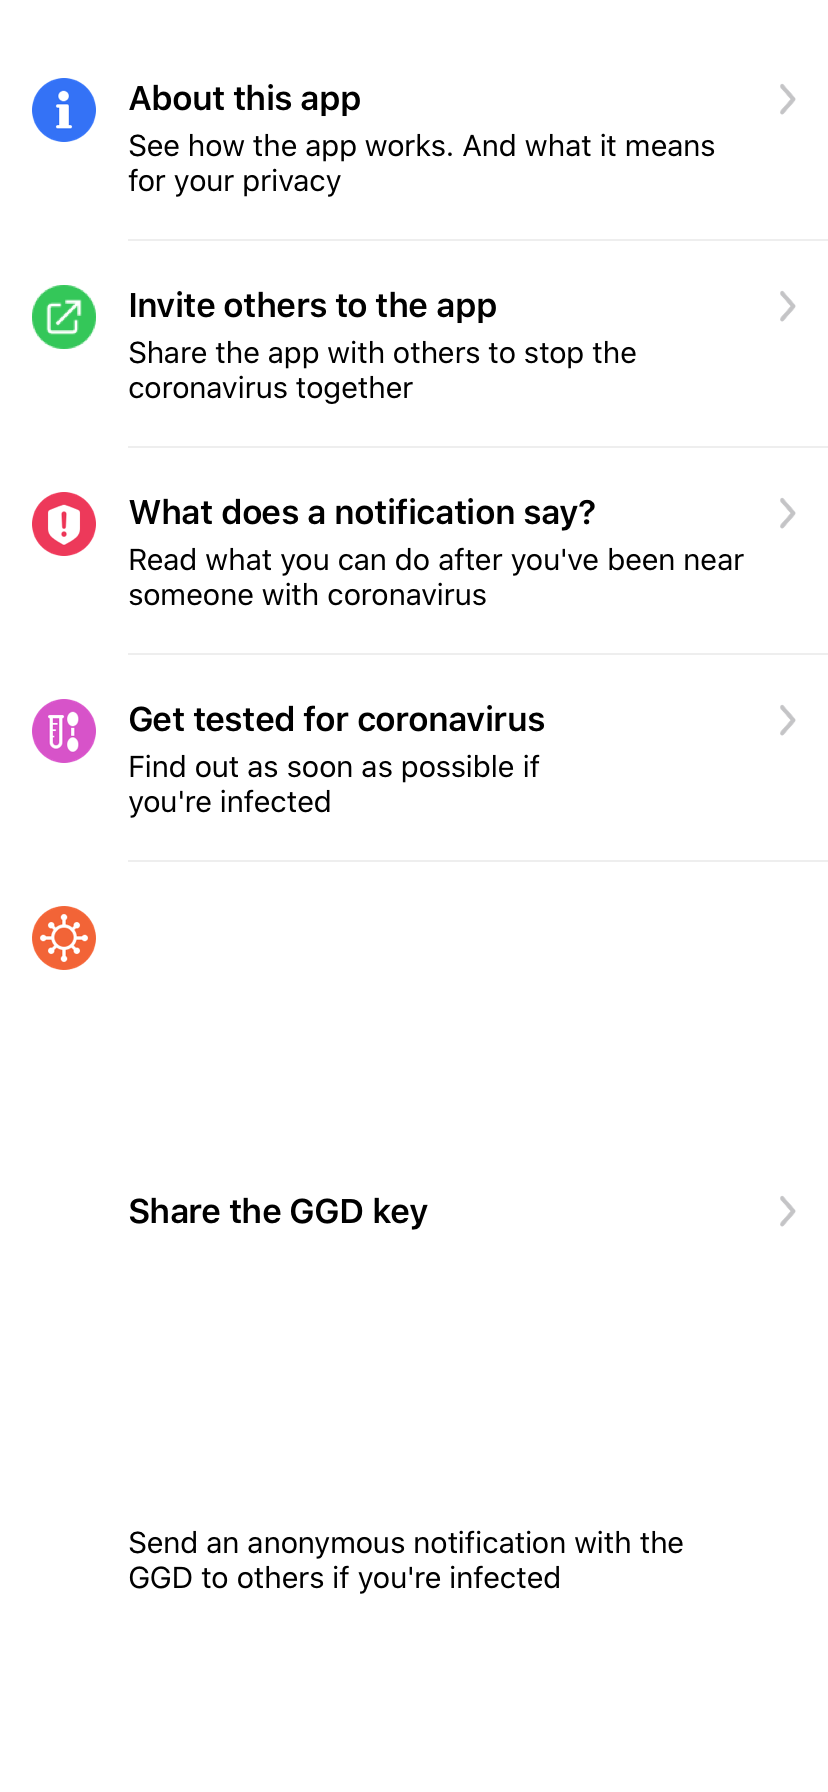 About this app
See how the app works. And what it means
for your privacy
Invite others to the app
Share the app with others to stop the
coronavirus together
What does a notification say?
Read what you can do after you've been near
someone with coronavirus
Get tested for coronavirus
Find out as soon as possible if
you're infected
Share the GGD key
Send an anonymous notification with the
GGD to others if you're infected